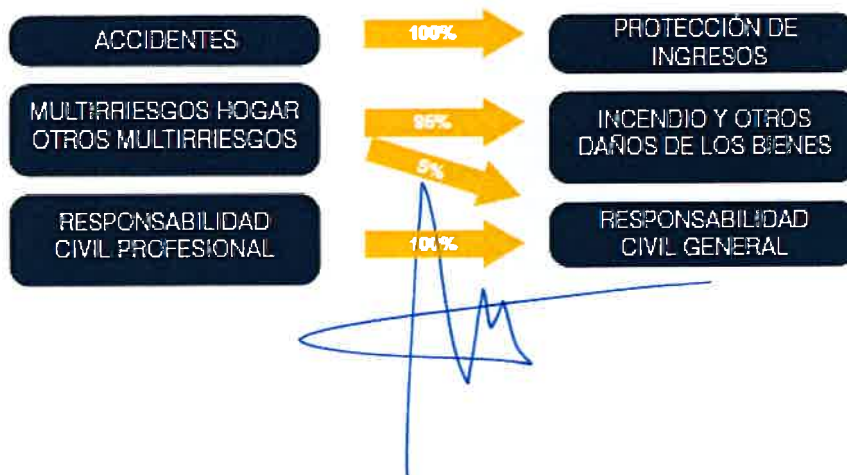 ACCIDENTES
100%
PROTECCIÓN DE
INGRESOS
MULTIRRIESGOS HOGAR
OTROS MULTIRRIESGOS
95%
5%
INCENDIO Y OTROS
DAÑOS DE LOS BIENES
RESPONSABILIDAD
CIVIL PROFESIONAL
100%
RESPONSABILIDAD
CIVIL GENERAL